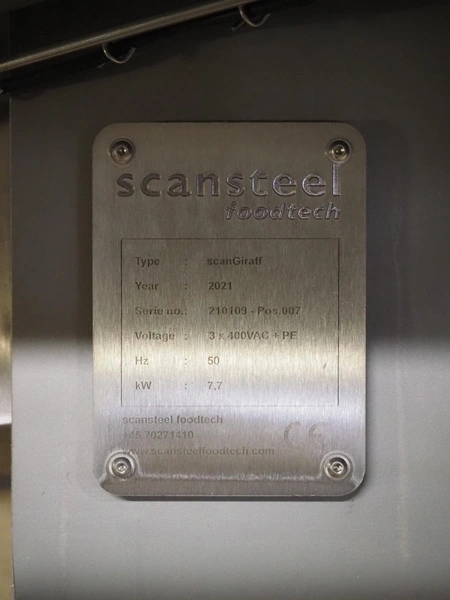 scansteel
foodtech
Type : scanGiraff
Year : 2021
Serie no.: 210109 - Pos.007
Voltage : 3 x 400VAC + PE
Hz : 50
kW : 7,7
scansteel foodtech
+45 70271410
www.scansteelfoodtech.com
CE